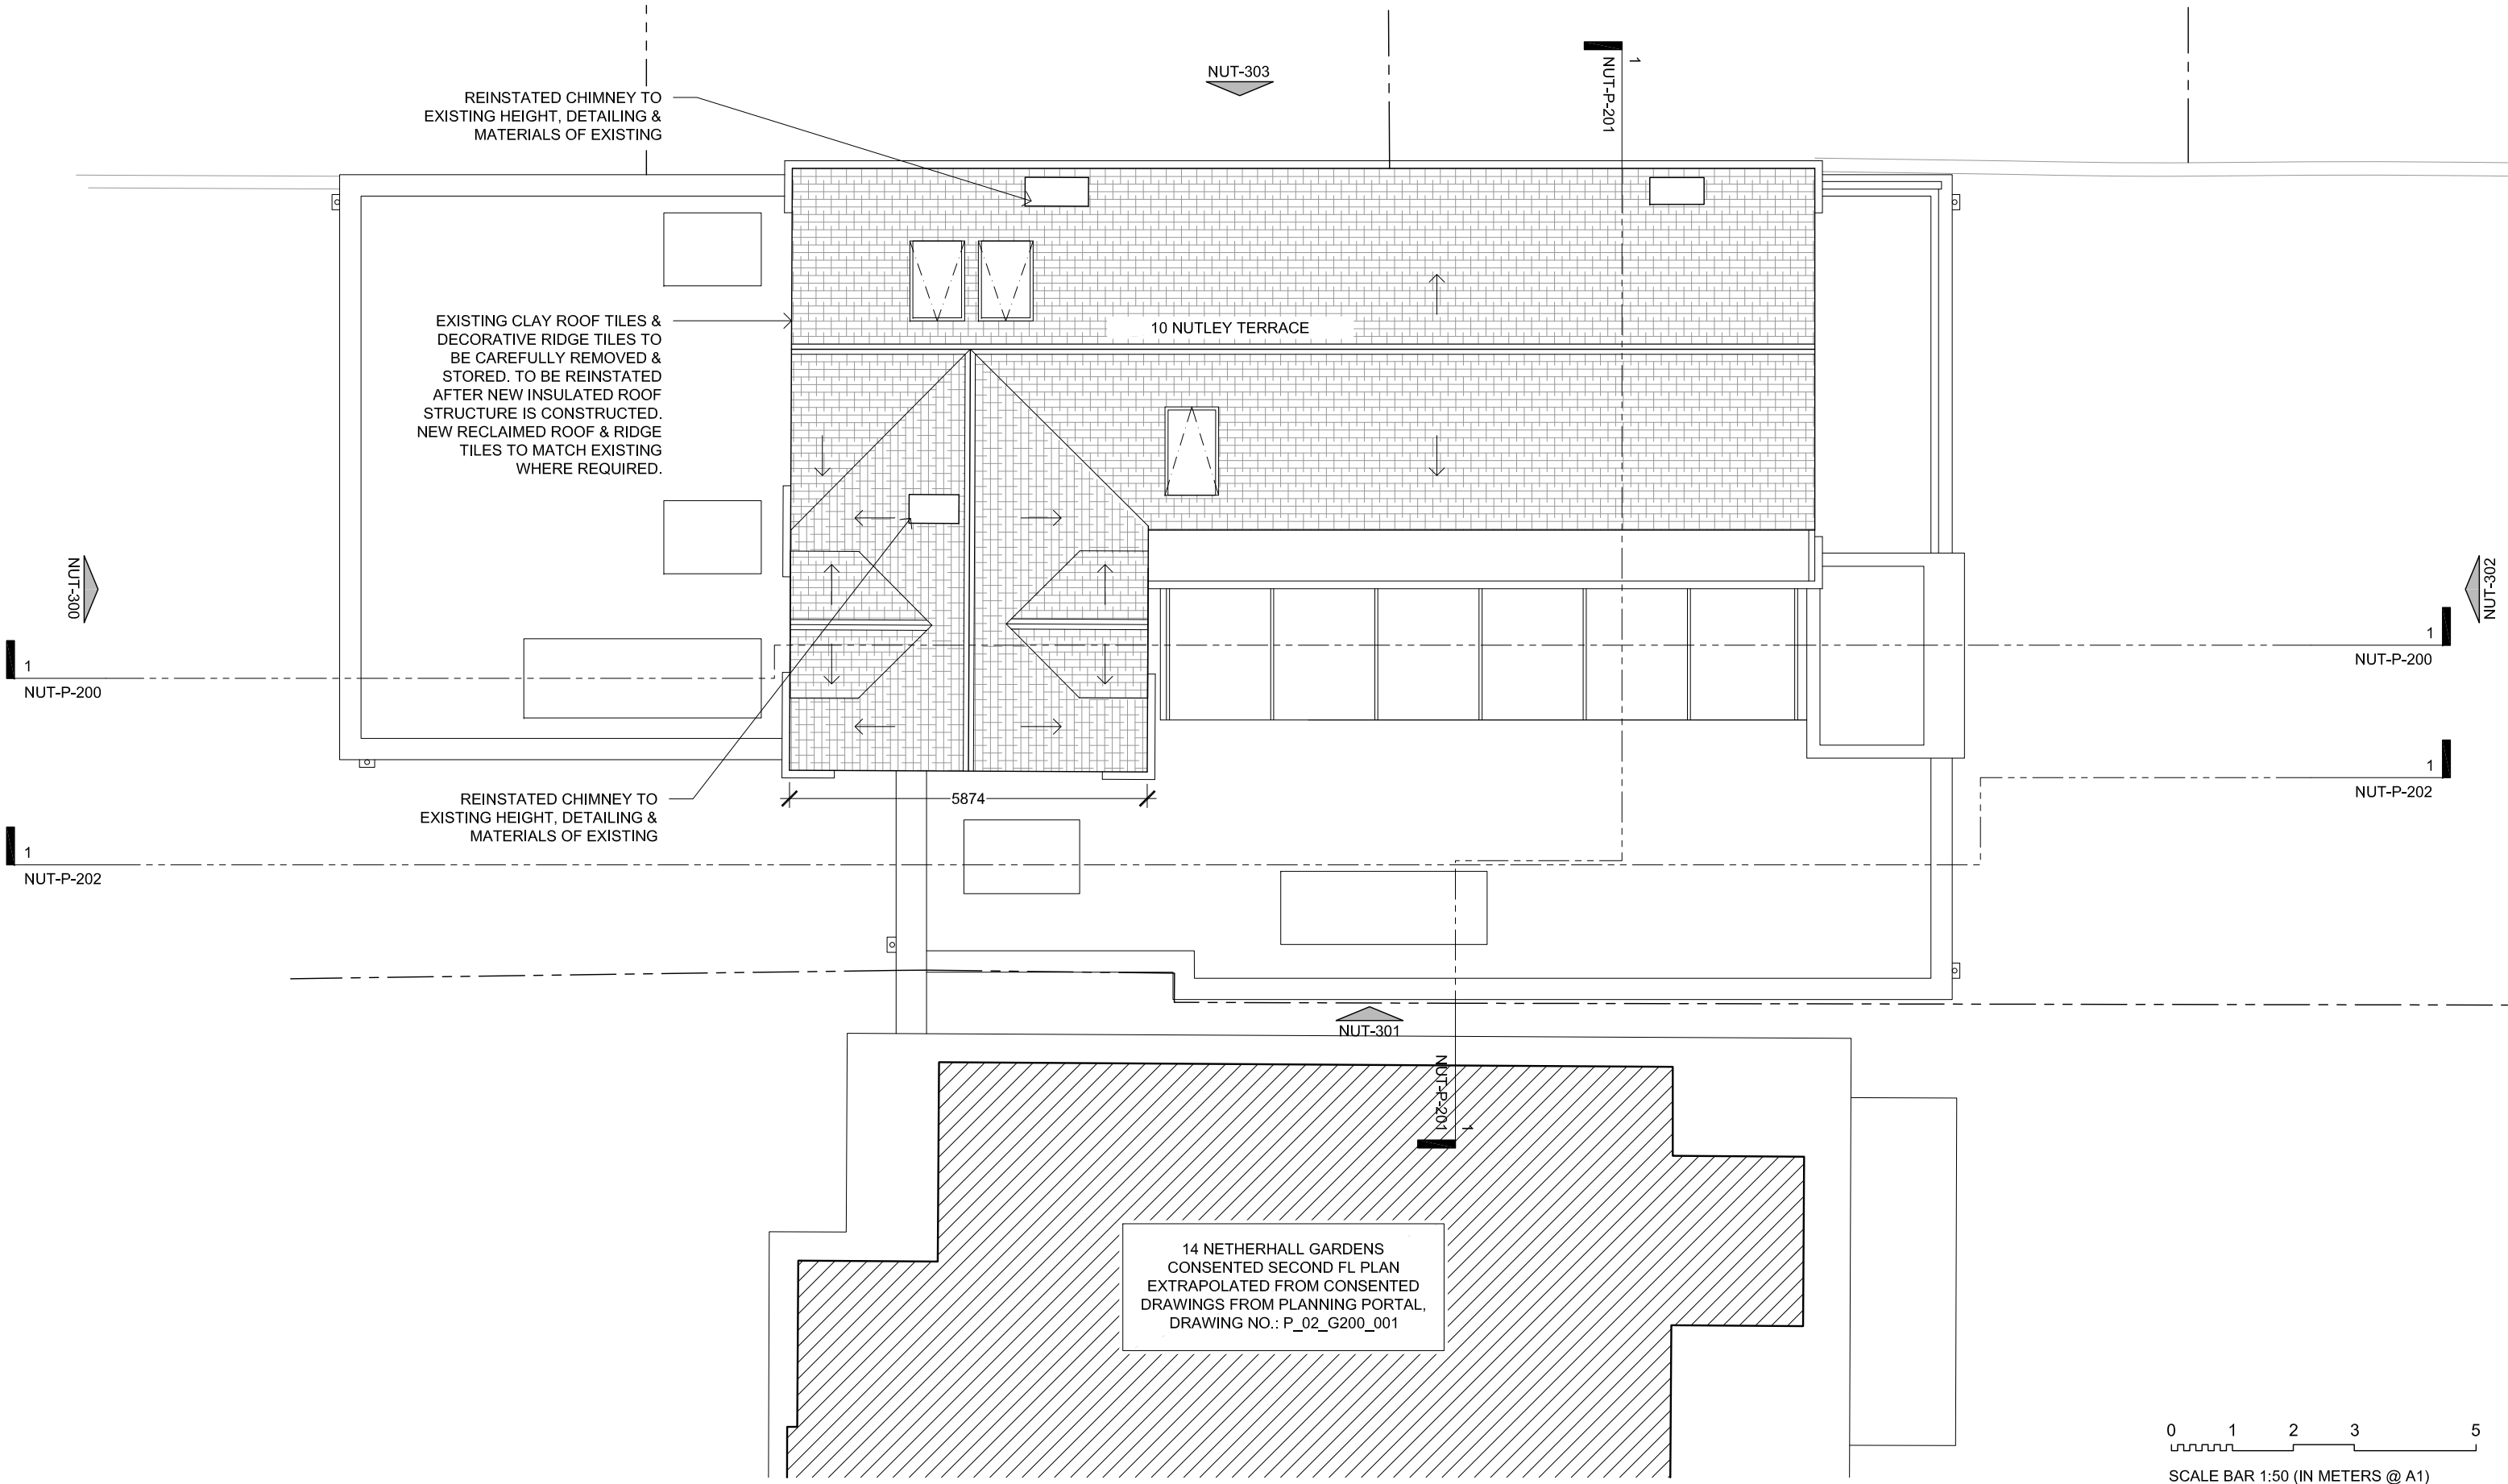 NUT-303
1
NUT-P-201
REINSTATED CHIMNEY TO
EXISTING HEIGHT, DETAILING &
MATERIALS OF EXISTING
EXISTING CLAY ROOF TILES &
DECORATIVE RIDGE TILES TO
BE CAREFULLY REMOVED &
STORED. TO BE REINSTATED
AFTER NEW INSULATED ROOF
STRUCTURE IS CONSTRUCTED.
NEW RECLAIMED ROOF & RIDGE
TILES TO MATCH EXISTING
WHERE REQUIRED.
10 NUTLEY TERRACE
NUT-300
NUT-302
1
NUT-P-200
1
NUT-P-200
1
NUT-P-202
REINSTATED CHIMNEY TO
EXISTING HEIGHT, DETAILING &
MATERIALS OF EXISTING
5874
1
NUT-P-202
NUT-301
NUT-P-201
1
14 NETHERHALL GARDENS
CONSENTED SECOND FL PLAN
EXTRAPOLATED FROM CONSENTED
DRAWINGS FROM PLANNING PORTAL,
DRAWING NO.: P_02_G200_001
0 1 2 3 5
SCALE BAR 1:50 (IN METERS @ A1)